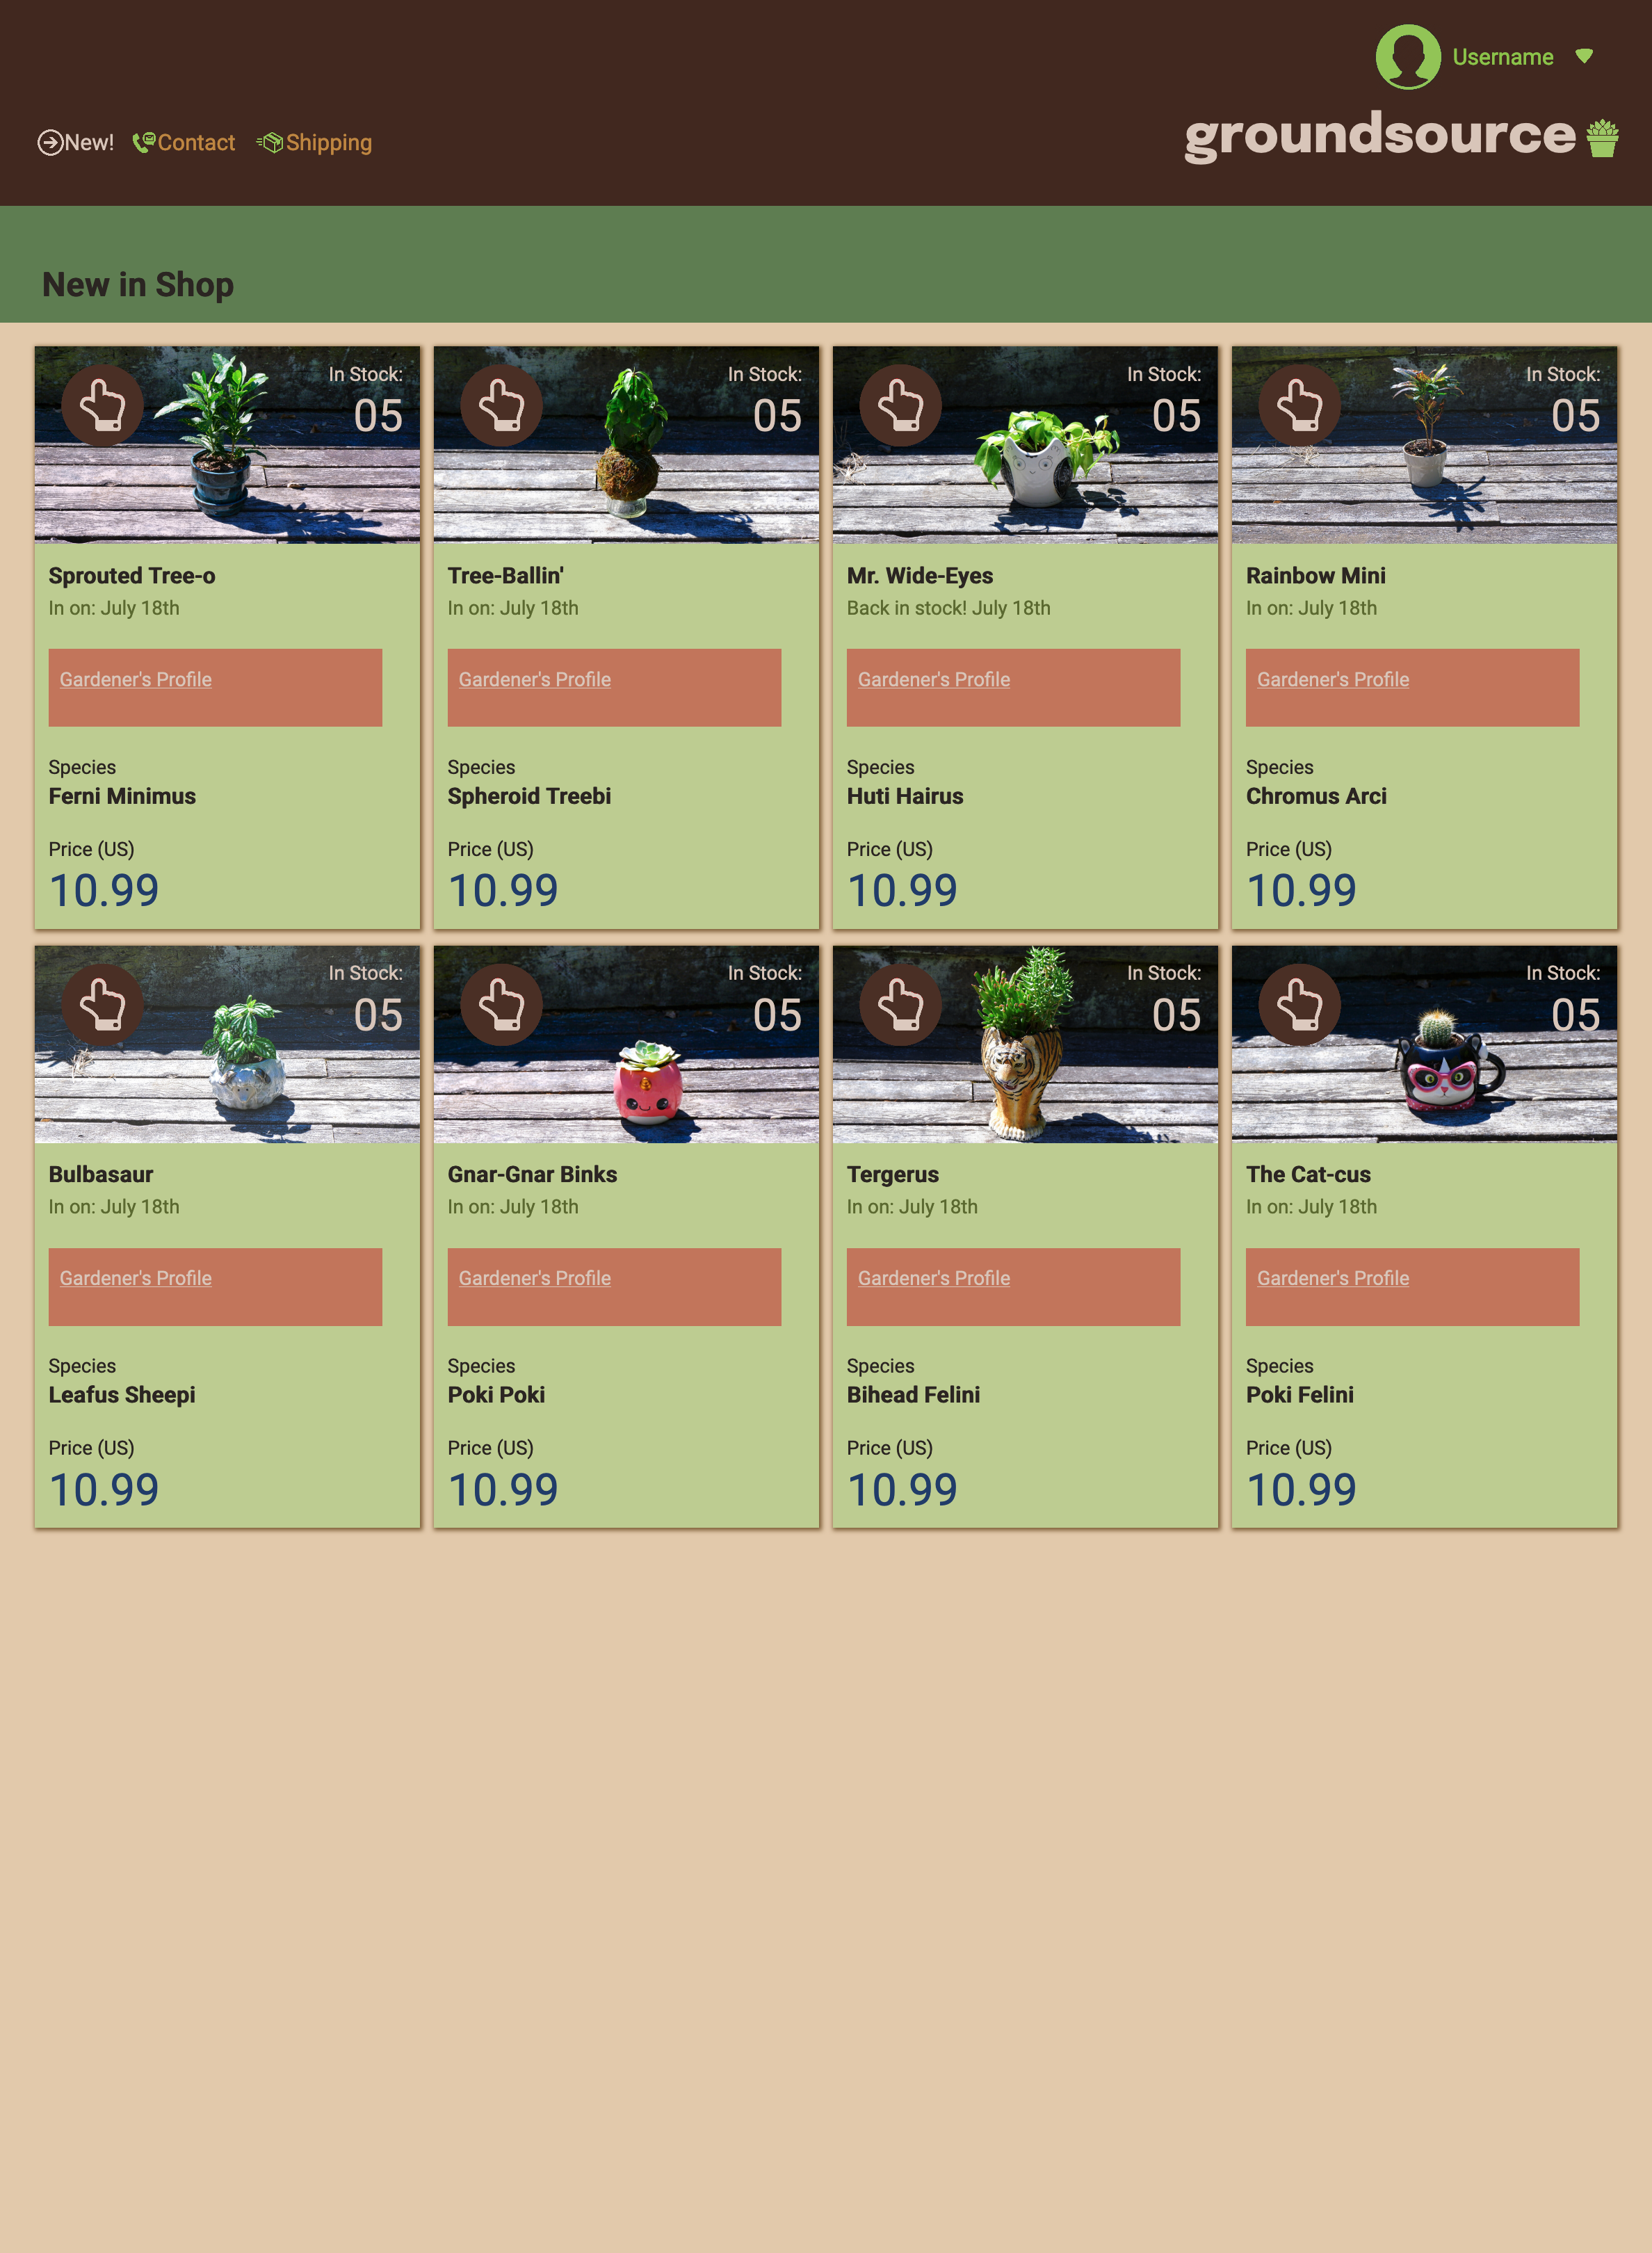 Username
New!
Contact
Shipping
groundsource
New in Shop
In Stock:
05
Sprouted Tree-o
In on: July 18th
Gardener's Profile
Species
Ferni Minimus
Price (US)
10.99
In Stock:
05
Tree-Ballin'
In on: July 18th
Gardener's Profile
Species
Spheroid Treebi
Price (US)
10.99
In Stock:
05
Mr. Wide-Eyes
Back in stock! July 18th
Gardener's Profile
Species
Huti Hairus
Price (US)
10.99
In Stock:
05
Rainbow Mini
In on: July 18th
Gardener's Profile
Species
Chromus Arci
Price (US)
10.99
In Stock:
05
Bulbasaur
In on: July 18th
Gardener's Profile
Species
Leafus Sheepi
Price (US)
10.99
In Stock:
05
Gnar-Gnar Binks
In on: July 18th
Gardener's Profile
Species
Poki Poki
Price (US)
10.99
In Stock:
05
Tergerus
In on: July 18th
Gardener's Profile
Species
Bihead Felini
Price (US)
10.99
In Stock:
05
The Cat-cus
In on: July 18th
Gardener's Profile
Species
Poki Felini
Price (US)
10.99